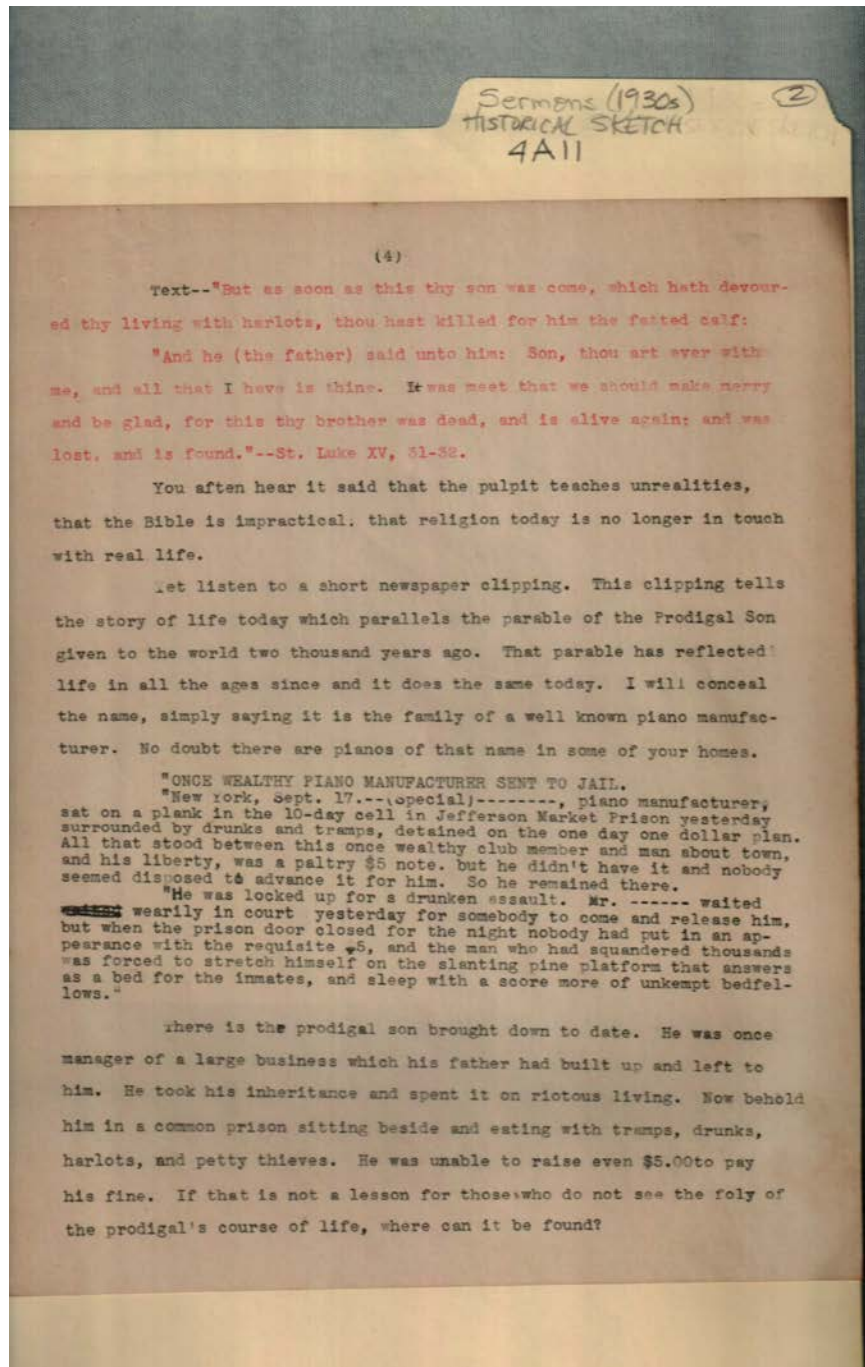 Sermons (1930s) 2
HISTORICAL SKETCH
4A11
(4)
Text--"But as soon as this thy son was come, which hath devour-
ed thy living with harlots, thou hast killed for him the fatted calf:
"And he (the father) said unto him: Son, thou art ever with
me, and all that I have is thine. It was meet that we should make merry
and be glad, for this thy brother was dead, and is alive again; and was
lost, and is found."--St. Luke XV, 31-32.
You aften hear it said that the pulpit teaches unrealities,
that the Bible is impractical, that religion today is no longer in touch
with real life.
Yet listen to a short newspaper clipping. This clipping tells
the story of life today which parallels the parable of the Prodigal Son
given to the world two thousand years ago. That parable has reflected
life in all the ages since and it does the same today. I will conceal
the name, simply saying it is the family of a well known piano manufac-
turer. No doubt there are pianos of that name in some of your homes.
"ONCE WEALTHY PIANO MANUFACTURER SENT TO JAIL.
"New York, Sept. 17.--(Special)--------, piano manufacturer,
sat on a plank in the 10-day cell in Jefferson Market Prison yesterday
surrounded by drunks and tramps, detained on the one day one dollar plan.
All that stood between this once wealthy club member and man about town,
and his liberty, was a paltry $5 note. but he didn't have it and nobody
seemed disposed to advance it for him. So he remained there.
"He was locked up for a drunken assault. Mr. ------ waited
wearily in court yesterday for somebody to come and release him,
but when the prison door closed for the night nobody had put in an ap-
pearance with the requisite $5, and the man who had squandered thousands
was forced to stretch himself on the slanting pine platform that answers
as a bed for the inmates, and sleep with a score more of unkempt bedfel-
lows."
There is the prodigal son brought down to date. He was once
manager of a large business which his father had built up and left to
him. He took his inheritance and spent it on riotous living. Now behold
him in a common prison sitting beside and eating with tramps, drunks,
harlots, and petty thieves. He was unable to raise even $5.00to pay
his fine. If that is not a lesson for those who do not see the foly of
the prodigal's course of life, where can it be found?